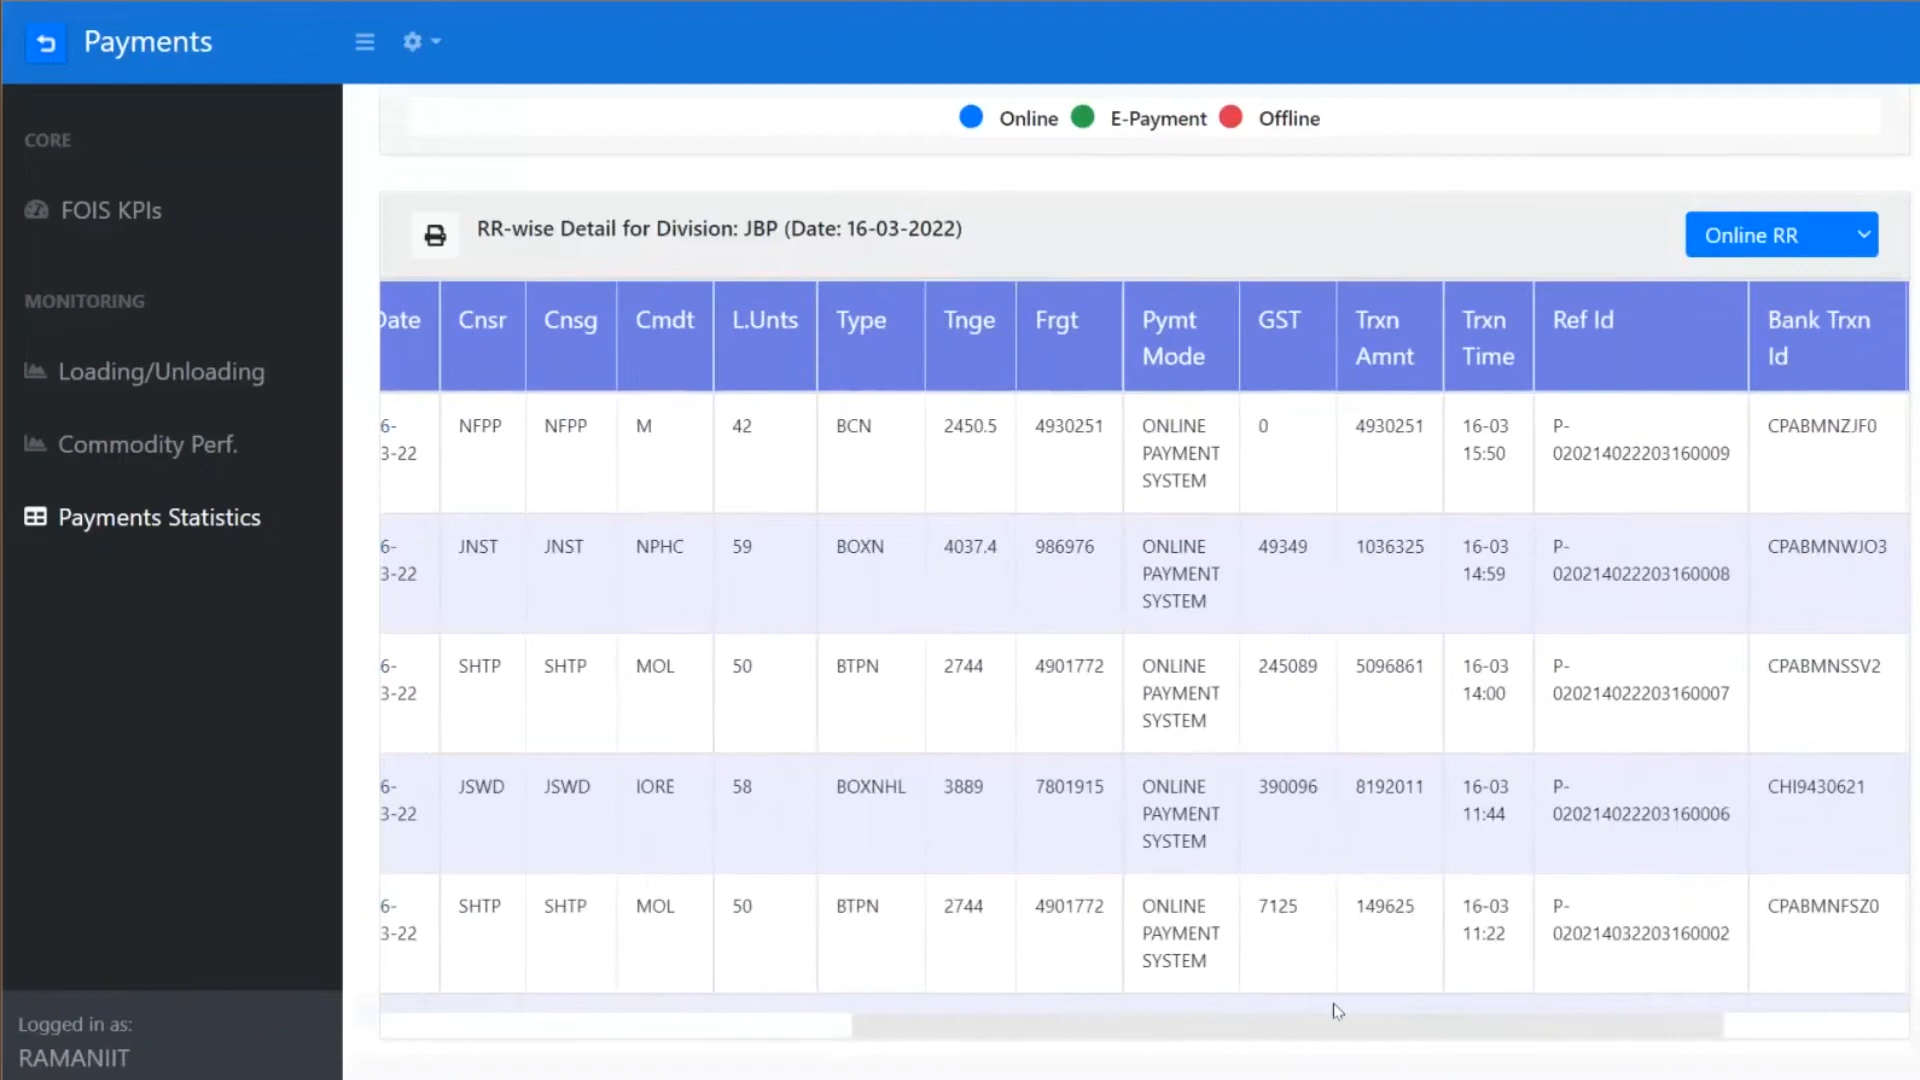 Payments
CORE
FOIS KPIs
MONITORING
Loading/Unloading
Commodity Perf.
Payments Statistics
Logged in as:
RAMANIIT
Online E-Payment Offline
RR-wise Detail for Division: JBP (Date: 16-03-2022)
Online RR
Date Cnsr Cnsg Cmdt L.Unts Type Tnge Frgt Pymt GST Trxn Trxn Ref Id Bank Trxn
Mode Amnt Time Id
6- NFPP NFPP M 42 BCN 2450.5 4930251 ONLINE 0 4930251 16-03 P- CPABMNZJF0
3-22 PAYMENT 15:50 020214022203160009
SYSTEM
6- JNST JNST NPHC 59 BOXN 4037.4 986976 ONLINE 49349 1036325 16-03 P- CPABMNWJO3
3-22 PAYMENT 14:59 020214022203160008
SYSTEM
6- SHTP SHTP MOL 50 BTPN 2744 4901772 ONLINE 245089 5096861 16-03 P- CPABMNSSV2
3-22 PAYMENT 14:00 020214022203160007
SYSTEM
6- JSWD JSWD IORE 58 BOXNHL 3889 7801915 ONLINE 390096 8192011 16-03 P- CHI9430621
3-22 PAYMENT 11:44 020214022203160006
SYSTEM
6- SHTP SHTP MOL 50 BTPN 2744 4901772 ONLINE 7125 149625 16-03 P- CPABMNFSZ0
3-22 PAYMENT 11:22 020214032203160002
SYSTEM